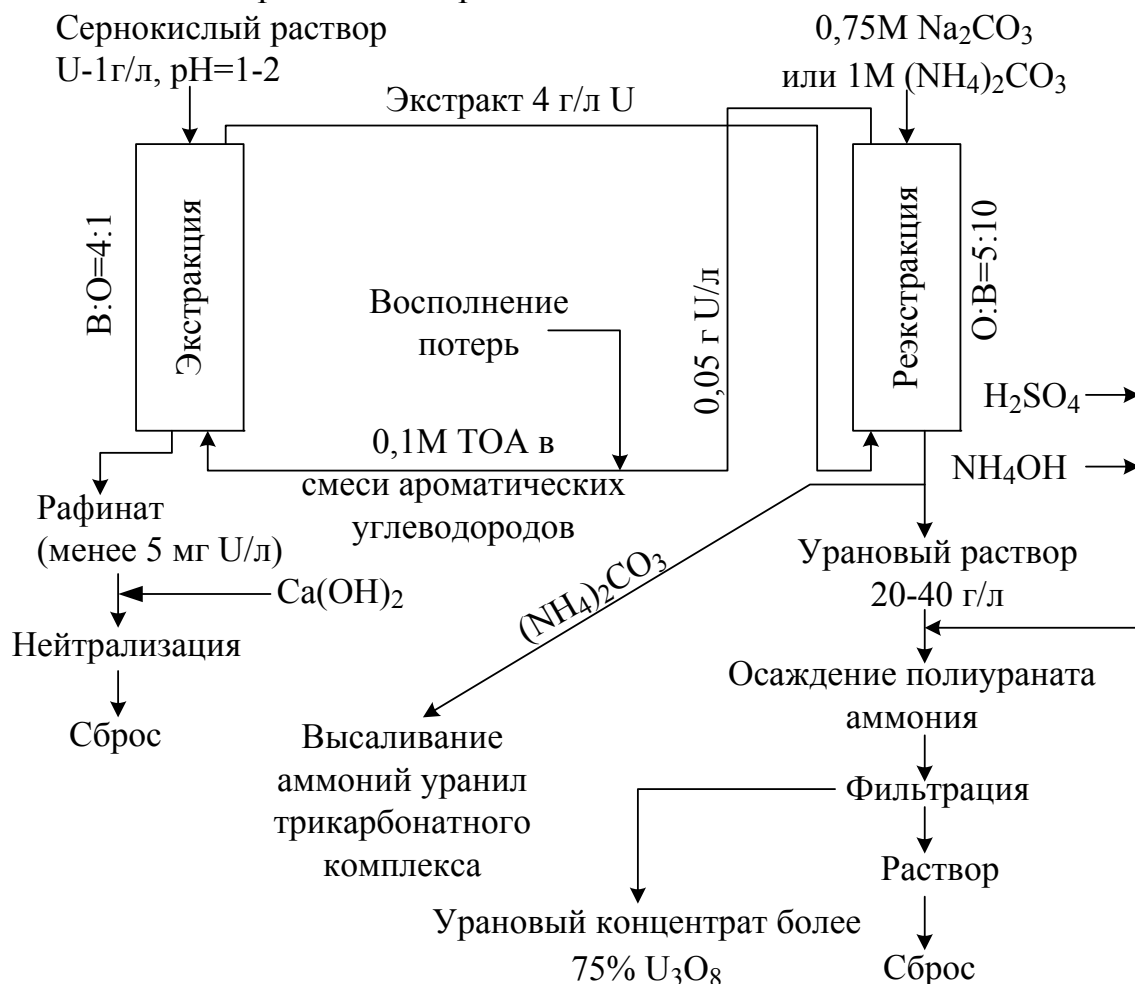 Сернокислый раствор
U-1г/л, pH=1-2
0,75М Na₂CO₃
или 1М (NH₄)₂CO₃
Экстракт 4 г/л U
В:О=4:1
Экстракция
Реэкстракция
О:В=5:10
0,05 г U/л
Восполнение
потерь
H₂SO₄
NH₄OH
0,1М ТОА в
смеси ароматических
углеводородов
Рафинат
(менее 5 мг U/л)
Ca(OH)₂
Нейтрализация
Сброс
(NH₄)₂CO₃
Урановый раствор
20-40 г/л
Осаждение полиураната
аммония
Высаливание
аммоний уранил
трикарбонатного
комплекса
Фильтрация
Раствор
Сброс
Урановый концентрат более
75% U₃O₈